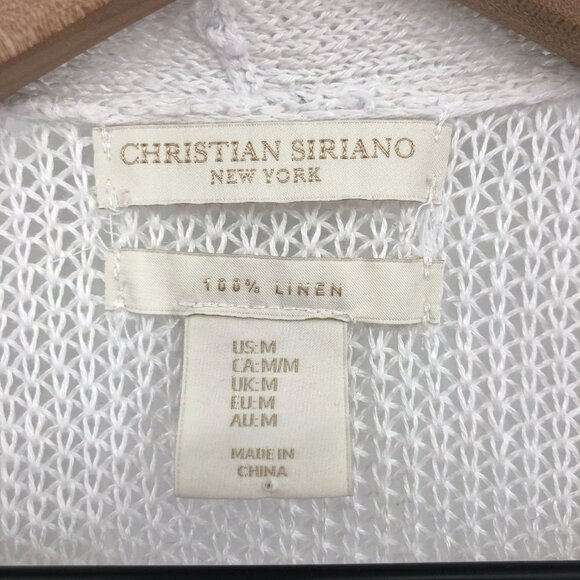 CHRISTIAN SIRIANO
NEW YORK
100% LINEN
US:M
CA:M/M
UK:M
EU:M
AU:M
MADE IN
CHINA